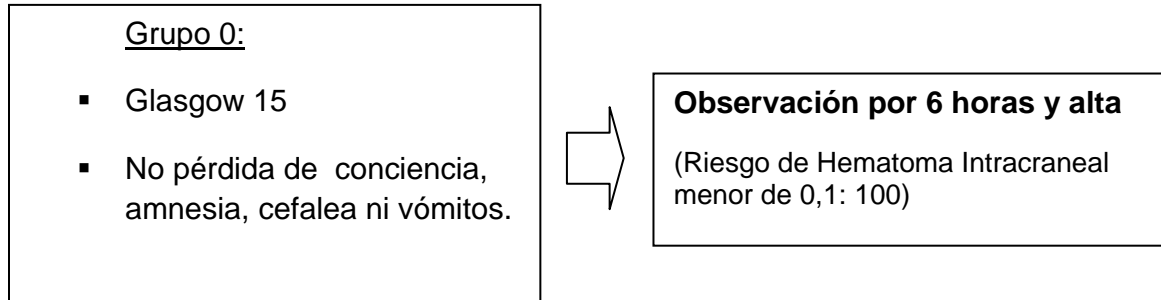 Grupo 0:
▪ Glasgow 15
▪ No pérdida de conciencia,
amnesia, cefalea ni vómitos.
Observación por 6 horas y alta
(Riesgo de Hematoma Intracraneal
menor de 0,1: 100)